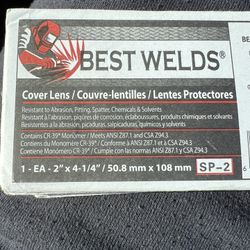 BEST WELDS®
BE
Cover Lens / Couvre-lentilles / Lentes Protectores
Resistant to Abrasion, Pitting, Spatter, Chemicals & Solvents
Résistant à l'abrasion, formation de porosités, corrosion, éclaboussures, produits chimiques et solvants
Resistentes a la abrasión, picaduras, salpicaduras, químicos y solventes
Contains CR-39® Monomer / Meets ANSI Z87.1 and CSA Z94.3
Contient du Monomère CR-39® / Conforme à ANSI Z87.1 et CSA Z94.3
Contiene Monómero CR-39® / Cumple con las normas ANSI Z87.1 y CSA Z94.3
1 - EA - 2" x 4-1/4" / 50.8 mm x 108 mm SP-2
6